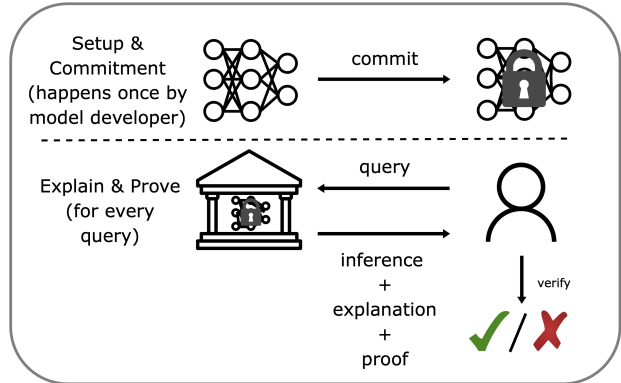 Setup &
Commitment
(happens once by
model developer)
commit
Explain & Prove
(for every
query)
query
inference
+
explanation
+
proof
verify
/